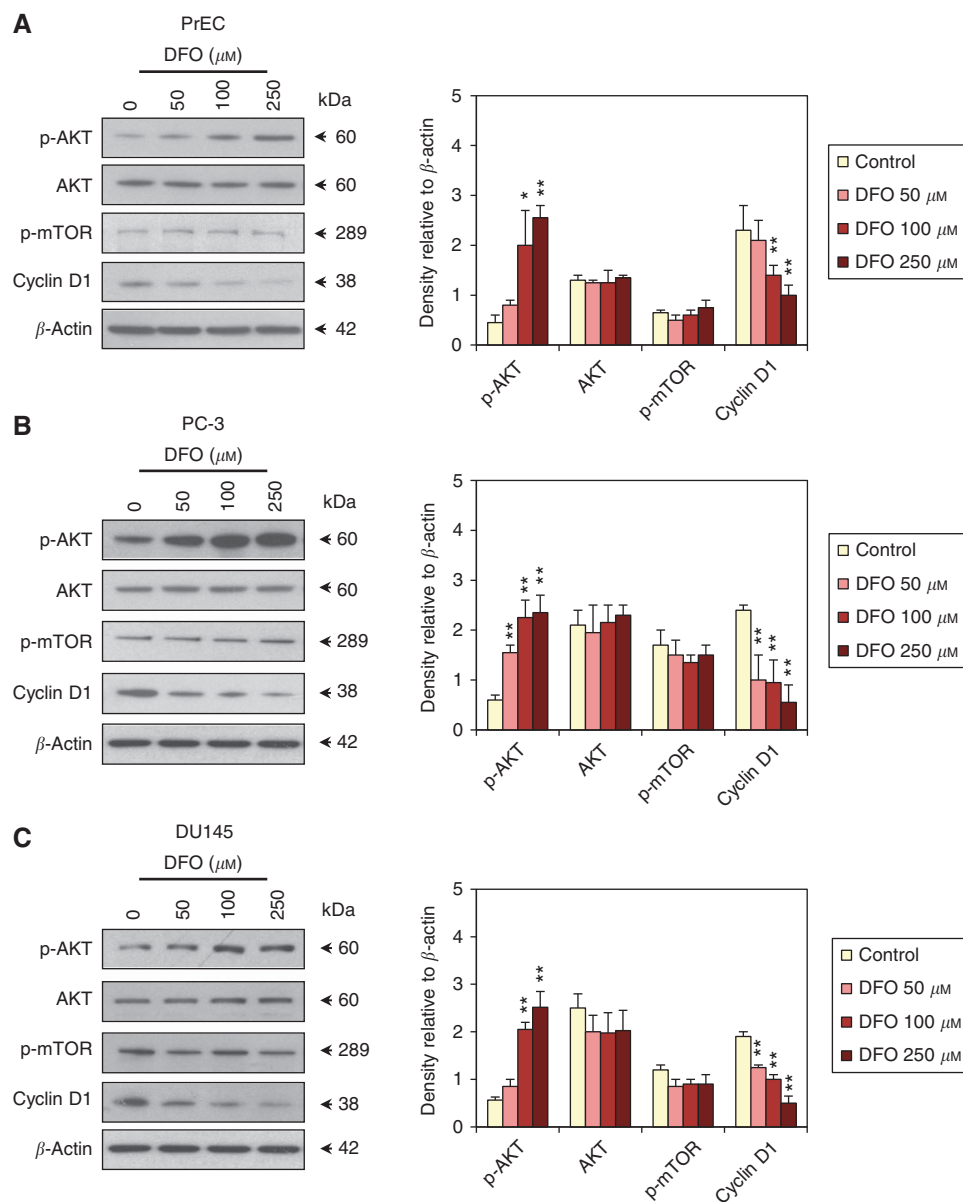 A
PrEC
DFO (μM)
0 50 100 250 kDa
p-AKT 60
AKT 60
p-mTOR 289
Cyclin D1 38
β-Actin 42
Density relative to β-actin
5
4
3
2
1
0
* **
** **
p-AKT AKT p-mTOR Cyclin D1
Control
DFO 50 μM
DFO 100 μM
DFO 250 μM
B
PC-3
DFO (μM)
0 50 100 250 kDa
p-AKT 60
AKT 60
p-mTOR 289
Cyclin D1 38
β-Actin 42
Density relative to β-actin
5
4
3
2
1
0
** ** **
** ** **
p-AKT AKT p-mTOR Cyclin D1
Control
DFO 50 μM
DFO 100 μM
DFO 250 μM
C
DU145
DFO (μM)
0 50 100 250 kDa
p-AKT 60
AKT 60
p-mTOR 289
Cyclin D1 38
β-Actin 42
Density relative to β-actin
5
4
3
2
1
0
** **
** ** **
p-AKT AKT p-mTOR Cyclin D1
Control
DFO 50 μM
DFO 100 μM
DFO 250 μM